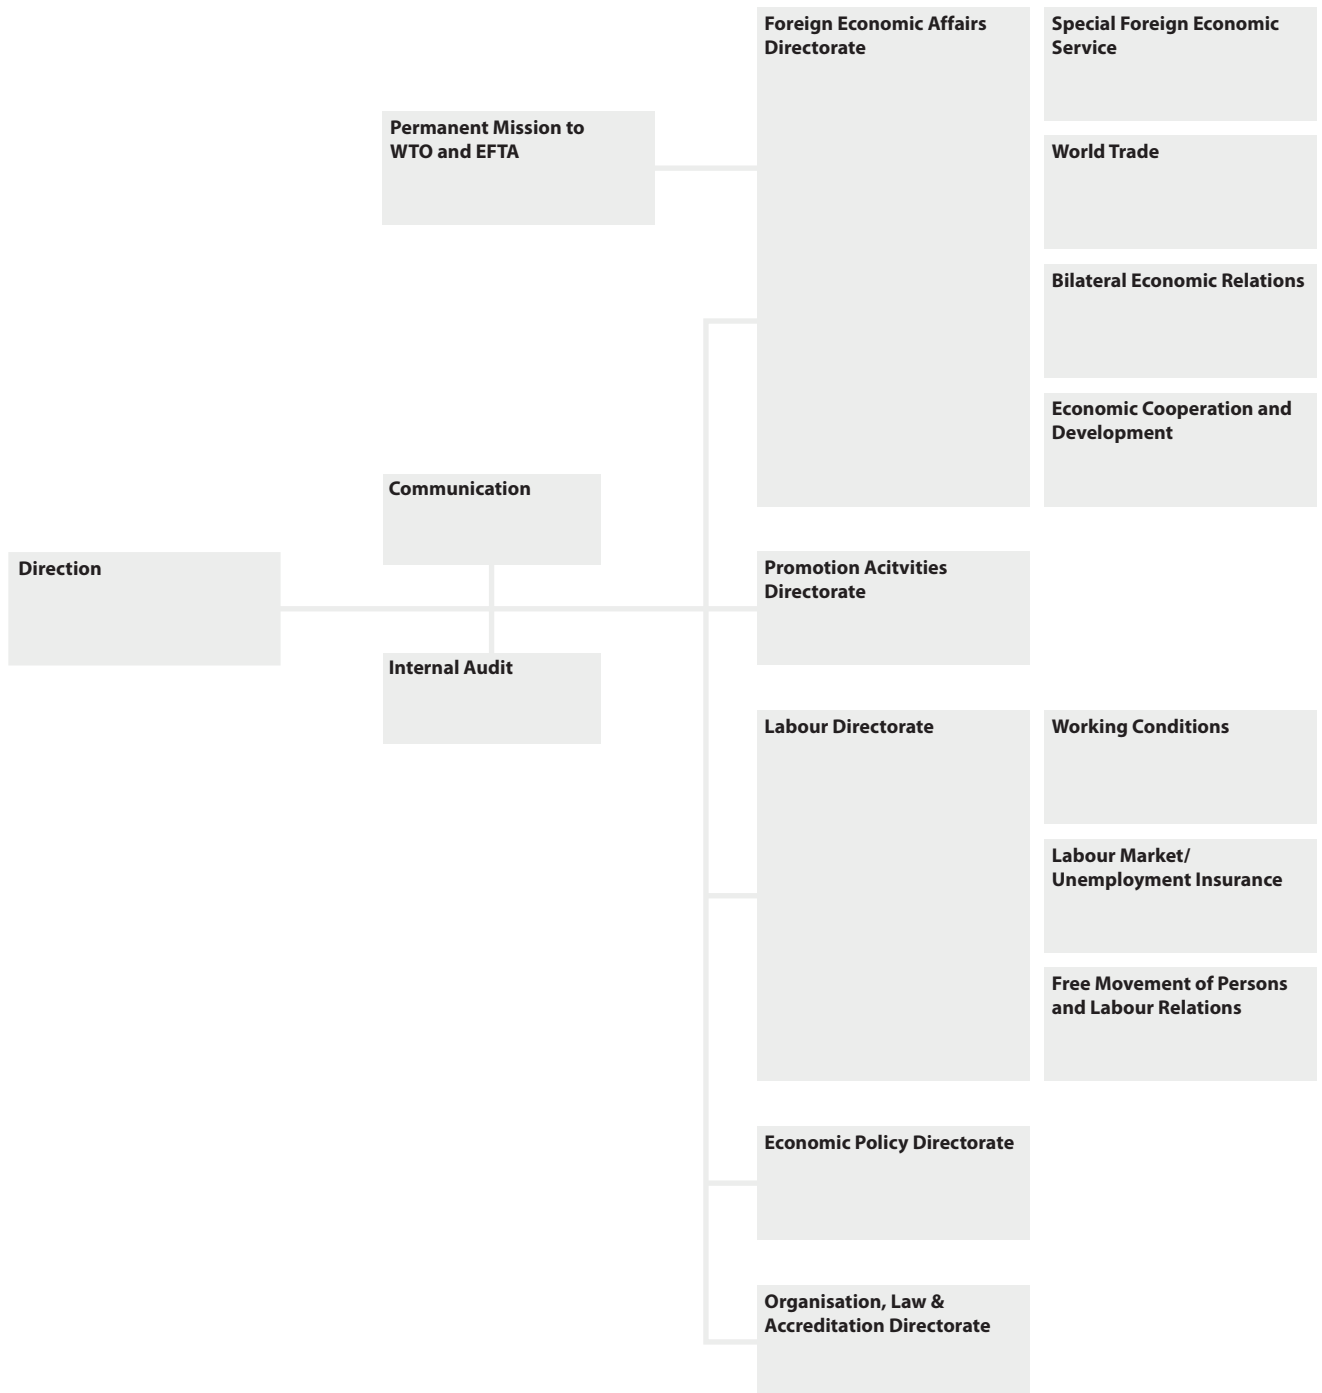 Foreign Economic Affairs
Directorate
Special Foreign Economic
Service
Permanent Mission to
WTO and EFTA
World Trade
Bilateral Economic Relations
Economic Cooperation and
Development
Communication
Direction
Promotion Acitvities
Directorate
Internal Audit
Labour Directorate
Working Conditions
Labour Market/
Unemployment Insurance
Free Movement of Persons
and Labour Relations
Economic Policy Directorate
Organisation, Law &
Accreditation Directorate